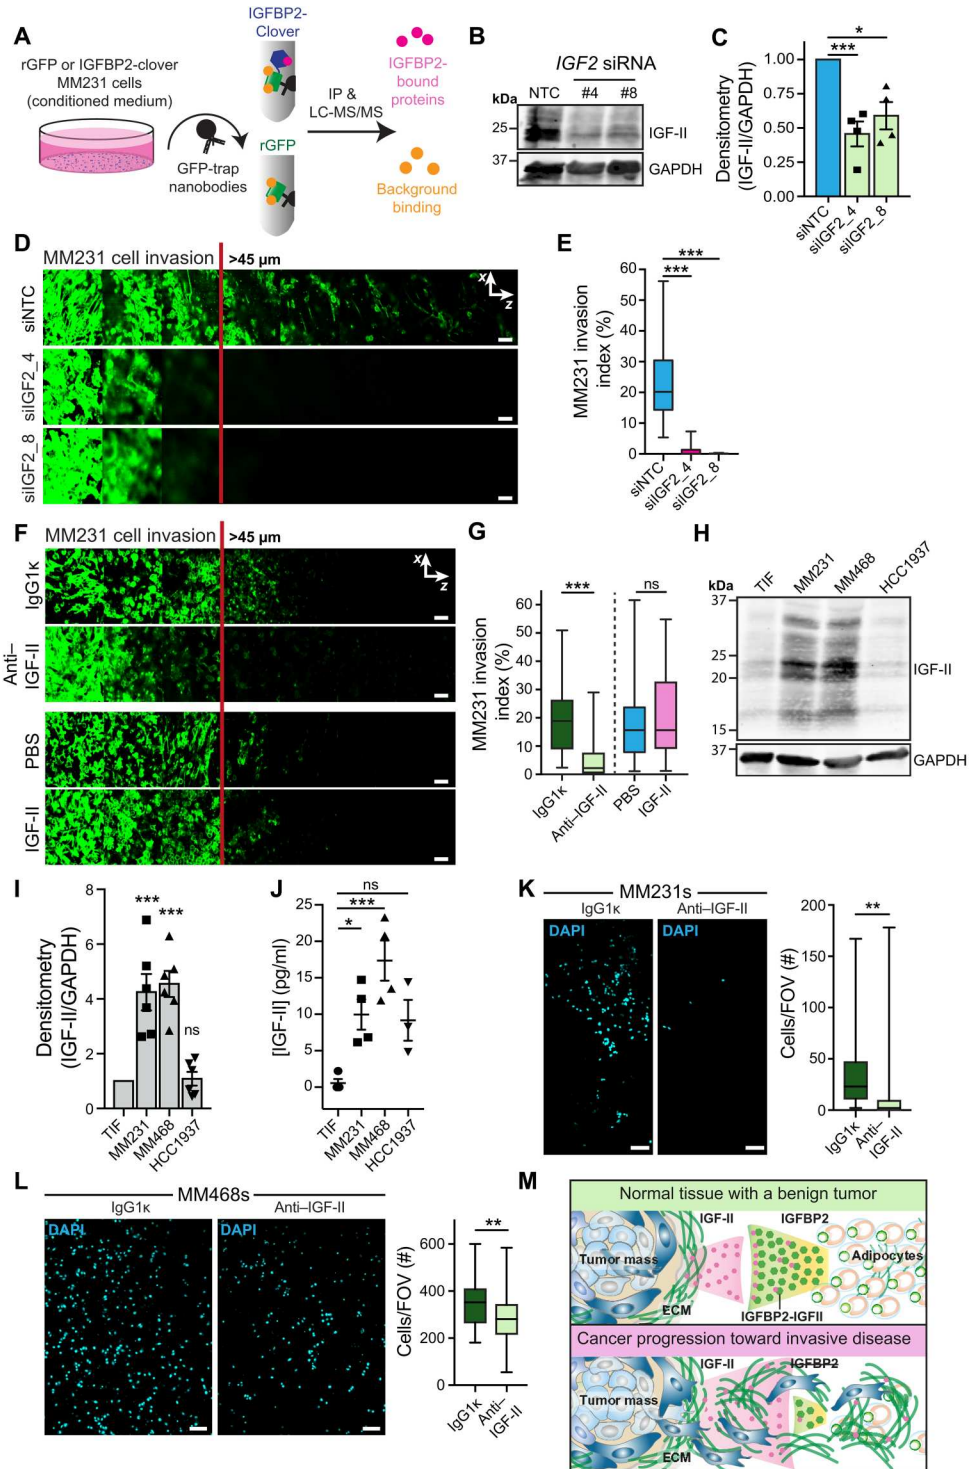 A
rGFP or IGFBP2-clover
MM231 cells
(conditioned medium)
GFP-trap
nanobodies
IGFBP2-
Clover
rGFP
IP &
LC-MS/MS
IGFBP2-
bound
proteins
Background
binding
B
IGF2 siRNA
kDa
NTC #4 #8
25
IGF-II
37
GAPDH
C
Densitometry
(IGF-II/GAPDH)
1.00
0.75
0.50
0.25
0.00
***
*
siNTC
siIGF2_4
siIGF2_8
D
MM231 cell invasion >45 µm
siNTC
siIGF2_4
siIGF2_8
x
z
E
MM231 invasion
index (%)
60
50
40
30
20
10
0
***
***
siNTC
siIGF2_4
siIGF2_8
F
MM231 cell invasion >45 µm
IgG1κ
Anti–
IGF-II
PBS
IGF-II
x
z
G
MM231 invasion
index (%)
60
50
40
30
20
10
0
***
ns
IgG1κ
Anti–IGF-II
PBS
IGF-II
H
kDa
TIF
MM231
MM468
HCC1937
37
25
20
15
IGF-II
37
GAPDH
I
Densitometry
(IGF-II/GAPDH)
8
6
4
2
0
***
***
ns
TIF
MM231
MM468
HCC1937
J
[IGF-II] (pg/ml)
25
20
15
10
5
0
ns
***
*
TIF
MM231
MM468
HCC1937
K
MM231s
IgG1κ Anti–IGF-II
DAPI DAPI
Cells/FOV (#)
200
150
100
50
0
**
IgG1κ
Anti–
IGF-II
L
MM468s
IgG1κ Anti–IGF-II
DAPI DAPI
Cells/FOV (#)
600
400
200
0
**
IgG1κ
Anti–
IGF-II
M
Normal tissue with a benign tumor
IGF-II IGFBP2
Tumor mass
Adipocytes
ECM
IGFBP2-IGFII
Cancer progression toward invasive disease
IGF-II IGFBP2
Tumor mass
ECM